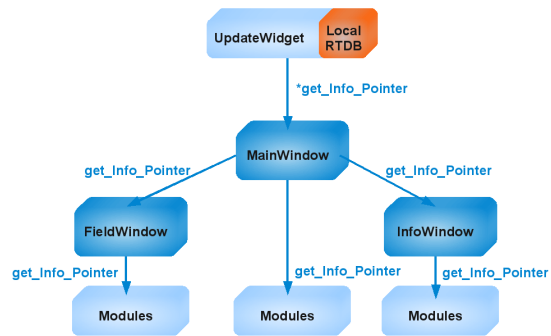 UpdateWidget
Local
RTDB
*get_Info_Pointer
MainWindow
get_Info_Pointer
get_Info_Pointer
FieldWindow
InfoWindow
get_Info_Pointer
get_Info_Pointer
get_Info_Pointer
Modules
Modules
Modules